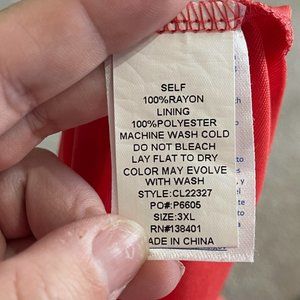 SELF
100%RAYON
LINING
100%POLYESTER
MACHINE WASH COLD
DO NOT BLEACH
LAY FLAT TO DRY
COLOR MAY EVOLVE
WITH WASH
STYLE:CL22327
PO#:P6605
SIZE:3XL
RN#138401
MADE IN CHINA